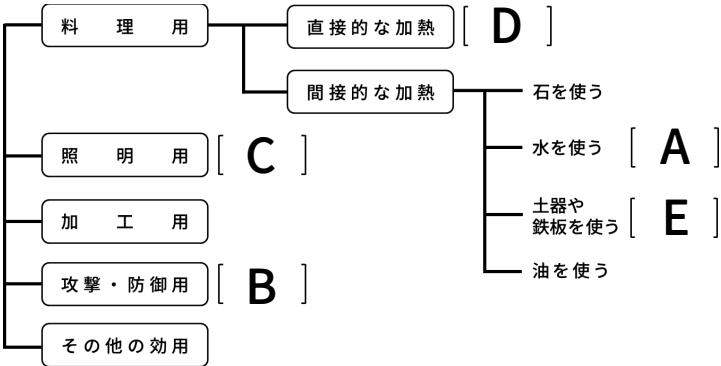 料理用
直接的な加熱 [ D ]
間接的な加熱
石を使う
照明用 [ C ]
水を使う [ A ]
加工用
土器や
鉄板を使う [ E ]
攻撃・防御用 [ B ]
油を使う
その他の効用